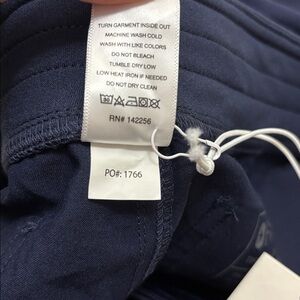 TURN GARMENT INSIDE OUT
MACHINE WASH COLD
WASH WITH LIKE COLORS
DO NOT BLEACH
TUMBLE DRY LOW
LOW HEAT IRON IF NEEDED
DO NOT DRY CLEAN
RN# 142256
PO#: 1766